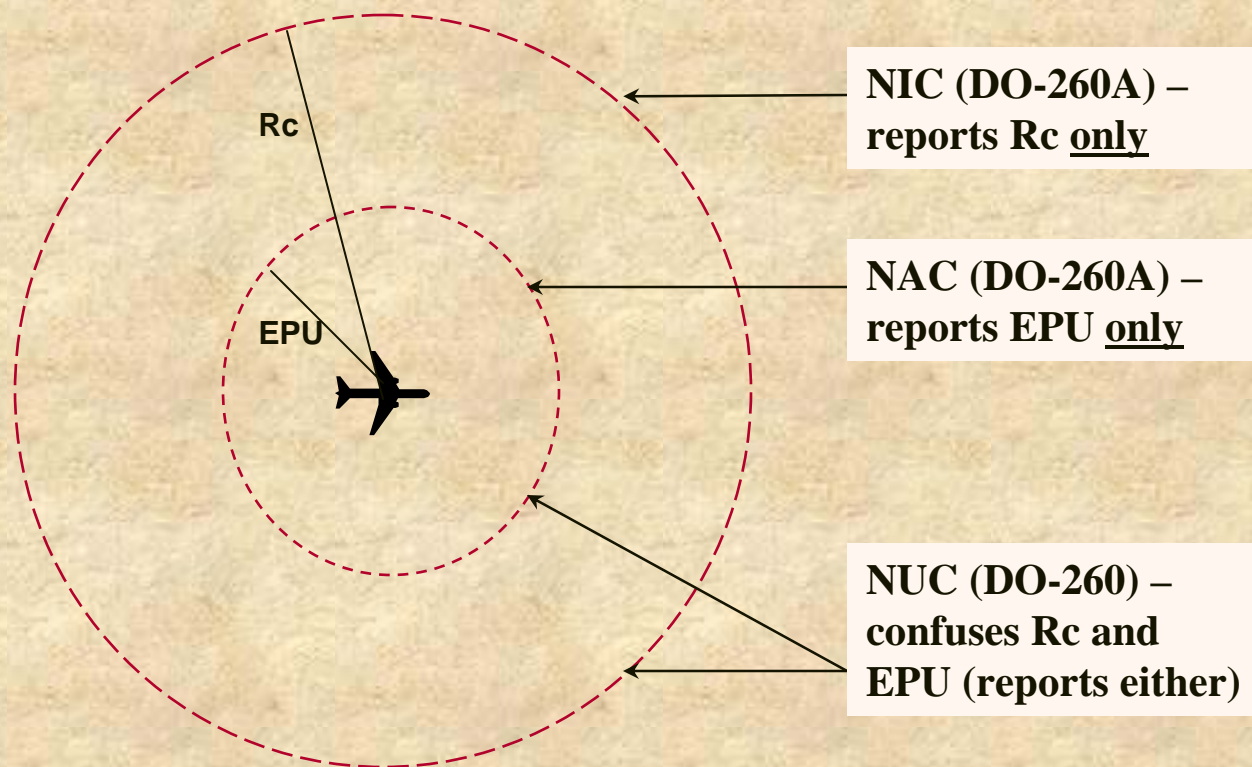 Rc
EPU
NIC (DO-260A) –
reports Rc only
NAC (DO-260A) –
reports EPU only
NUC (DO-260) –
confuses Rc and
EPU (reports either)